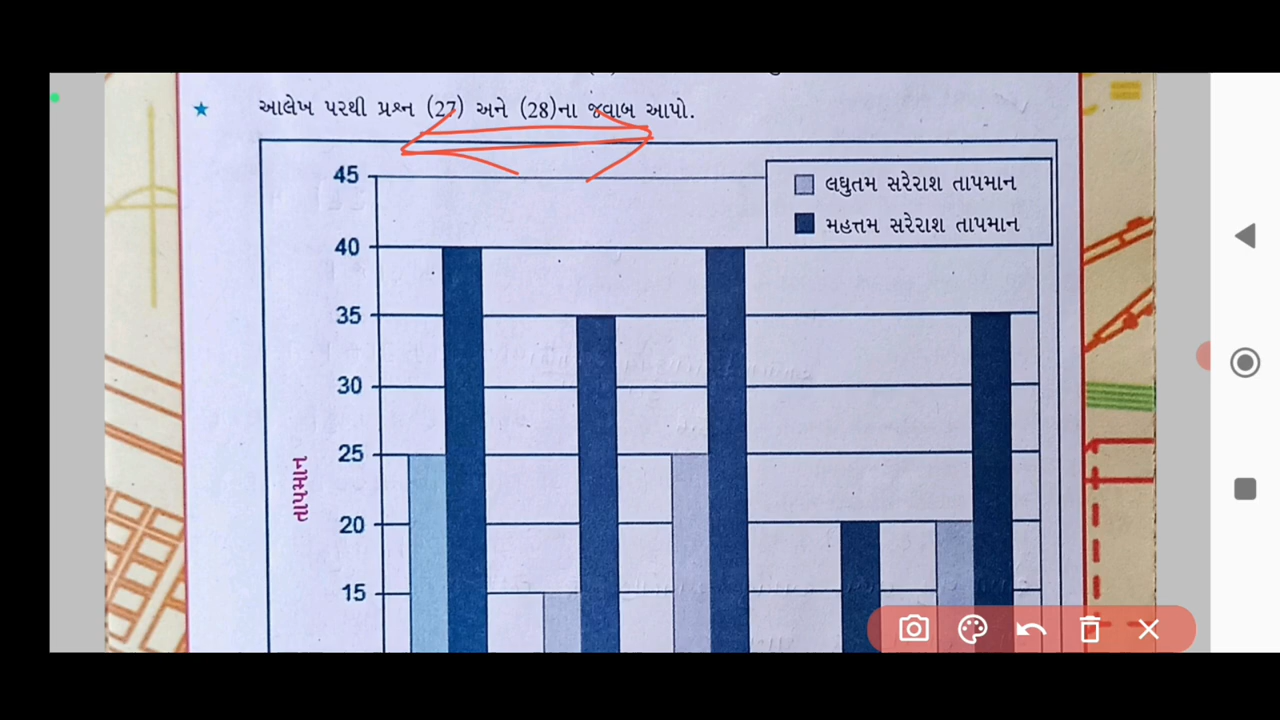 આલેખ પરથી પ્રશ્ન (27) અને (28)ના જવાબ આપો.
45
લઘુતમ સરેરાશ તાપમાન
મહત્તમ સરેરાશ તાપમાન
40
35
30
25
તાપમાન
20
15